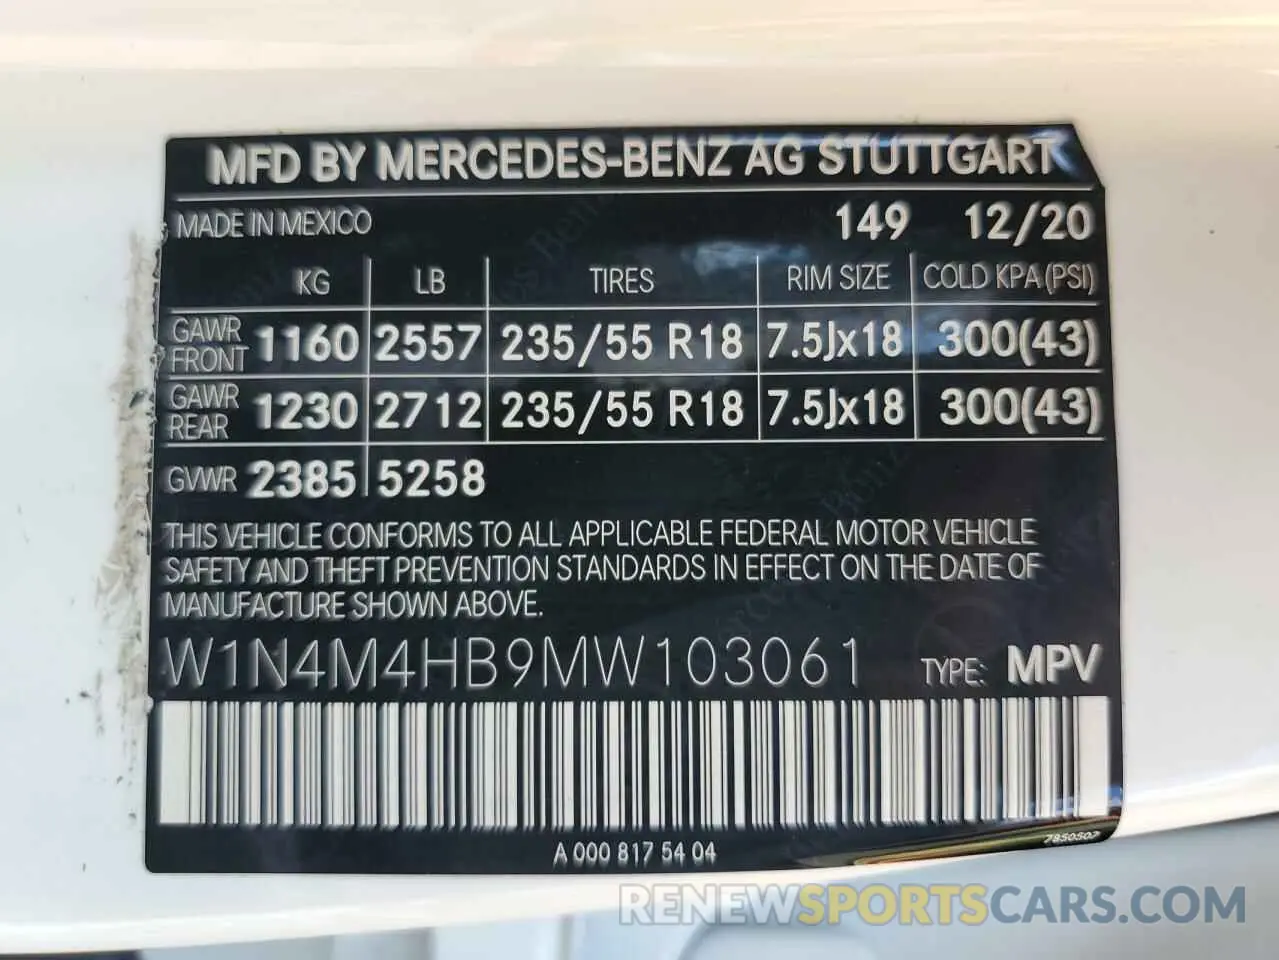 MFD BY MERCEDES-BENZ AG STUTTGART
MADE IN MEXICO 149 12/20
KG LB TIRES RIM SIZE COLD KPA(PSI)
GAWR FRONT 1160 2557 235/55 R18 7.5Jx18 300(43)
GAWR REAR 1230 2712 235/55 R18 7.5Jx18 300(43)
GVWR 2385 5258
THIS VEHICLE CONFORMS TO ALL APPLICABLE FEDERAL MOTOR VEHICLE
SAFETY AND THEFT PREVENTION STANDARDS IN EFFECT ON THE DATE OF
MANUFACTURE SHOWN ABOVE.
W1N4M4HB9MW103061 TYPE: MPV
7850507
A 000 817 54 04
RENEWSPORTSCARS.COM